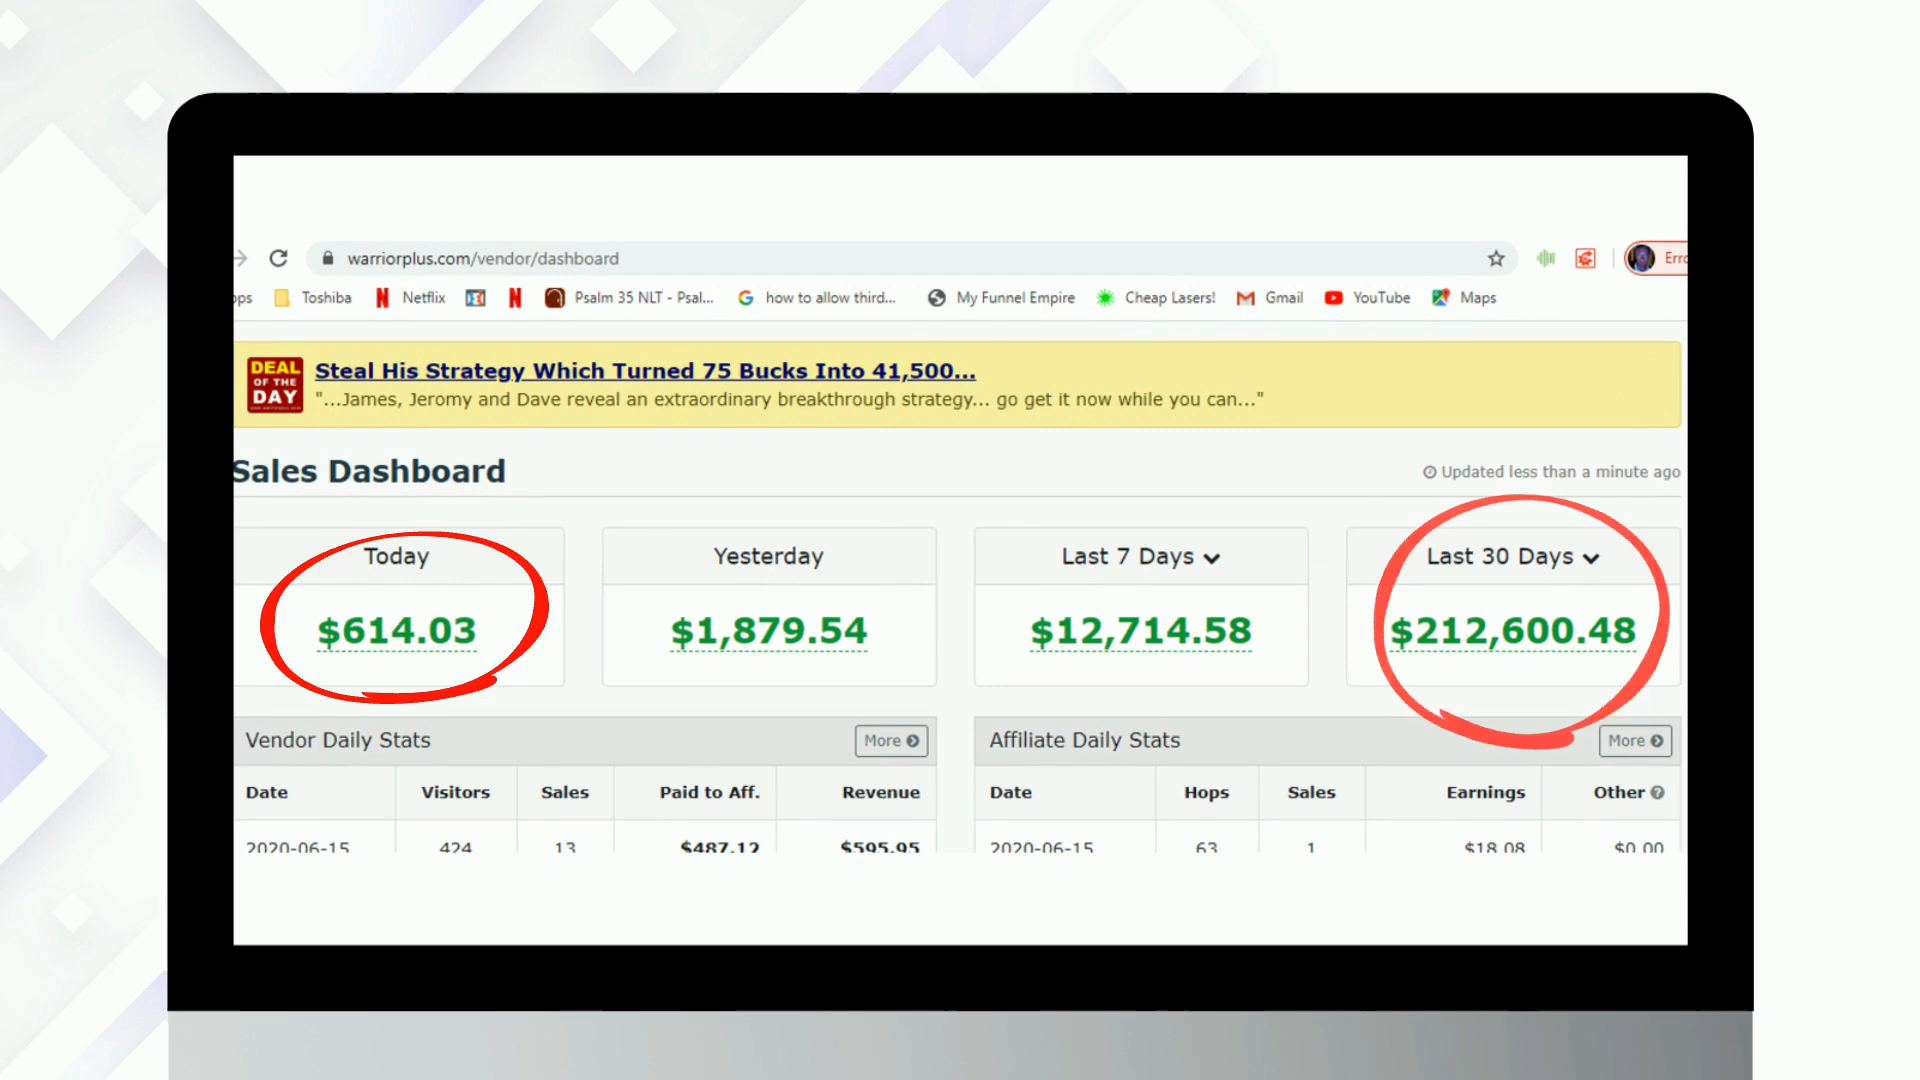 warriorplus.com/vendor/dashboard
Erro
ops Toshiba Netflix Psalm 35 NLT - Psal... how to allow third... My Funnel Empire Cheap Lasers! Gmail YouTube Maps
DEAL OF THE DAY
Steal His Strategy Which Turned 75 Bucks Into 41,500...
"...James, Jeromy and Dave reveal an extraordinary breakthrough strategy... go get it now while you can..."
Sales Dashboard
Updated less than a minute ago
Today Yesterday Last 7 Days Last 30 Days
$614.03 $1,879.54 $12,714.58 $212,600.48
Vendor Daily Stats More
Date Visitors Sales Paid to Aff. Revenue
2020-06-15 424 13 $487.12 $595.95
Affiliate Daily Stats More
Date Hops Sales Earnings Other
2020-06-15 63 1 $18.08 $0.00